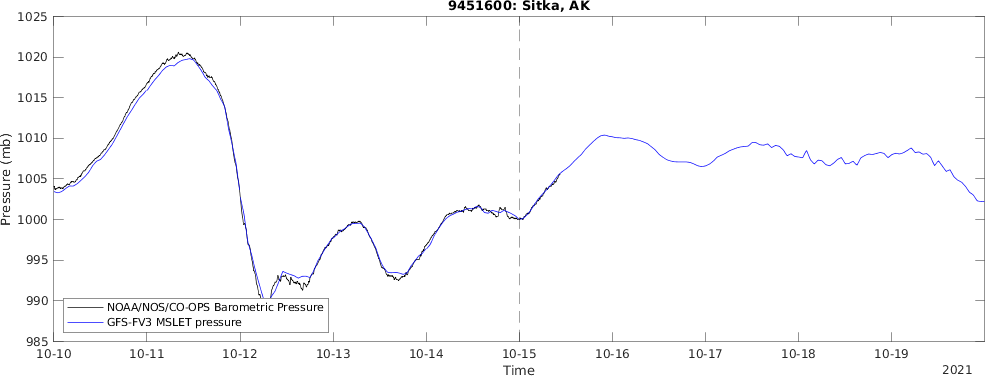 9451600: Sitka, AK
Pressure (mb)
1025
1020
1015
1010
1005
1000
995
990
985
NOAA/NOS/CO-OPS Barometric Pressure
GFS-FV3 MSLET pressure
10-10 10-11 10-12 10-13 10-14 10-15 10-16 10-17 10-18 10-19
Time
2021